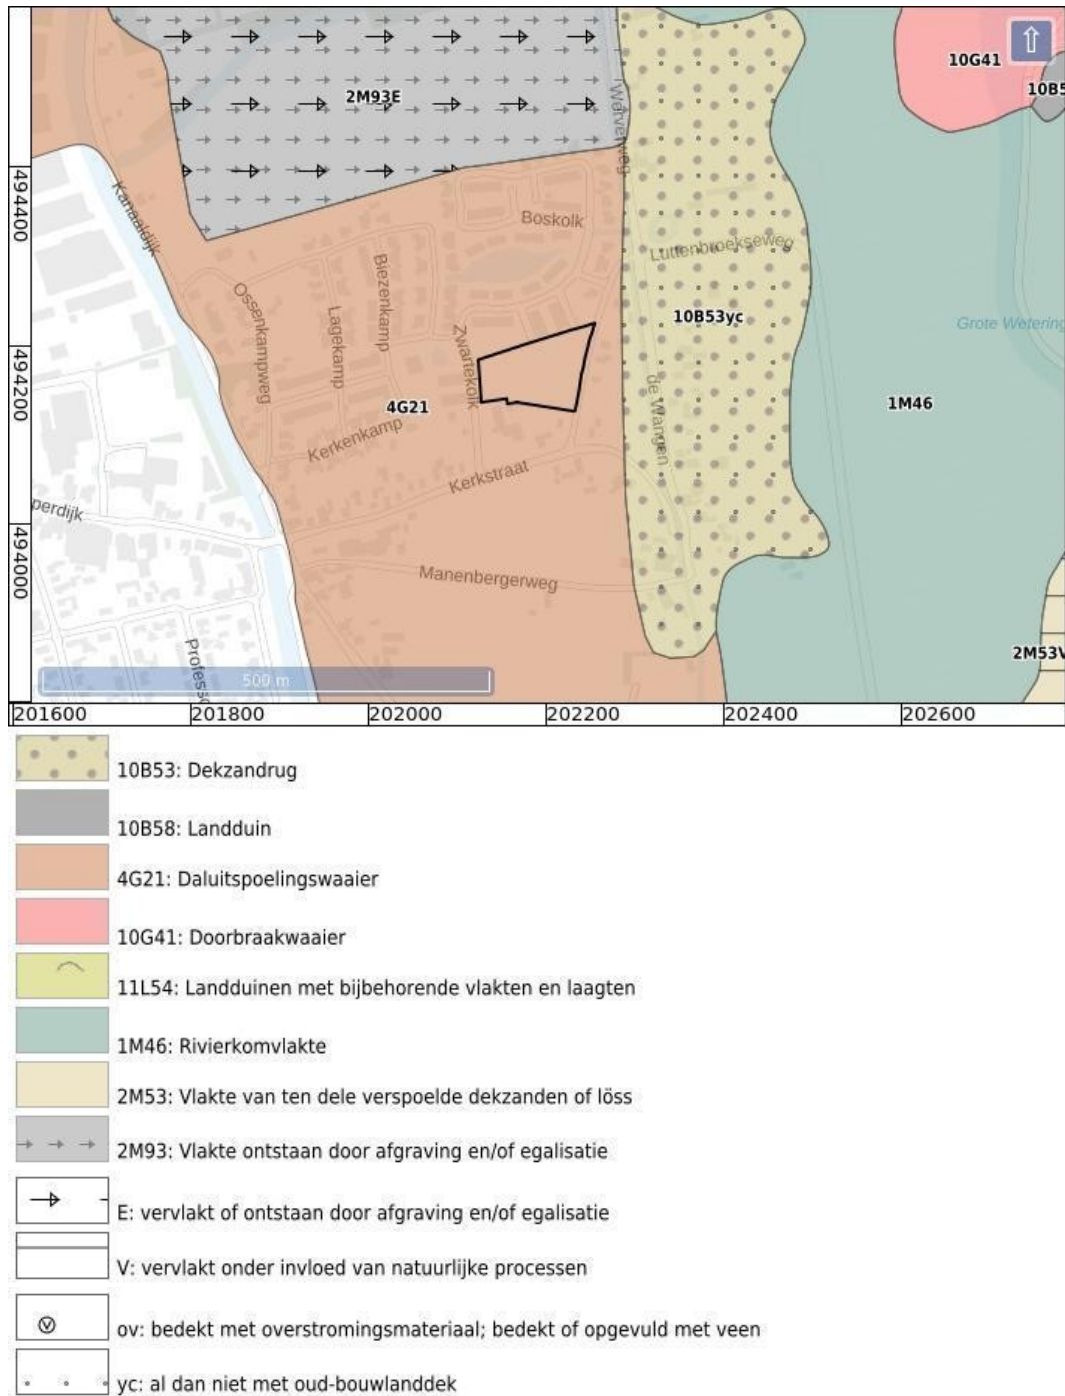 10G41
10B5
2M93E
Warverweg
494400
Kanaaldijk
Boskolk
Luttenbroekseweg
Biezenkamp
Ossenkampweg
Lagekamp
Zwartekolk
10B53yc
Grote Wetering
494200
4G21
de Wangen
1M46
Kerkenkamp
Kerkstraat
perdijk
494000
Manenbergerweg
2M53V
Professo
500 m
201600 201800 202000 202200 202400 202600
10B53: Dekzandrug
10B58: Landduin
4G21: Daluitspoelingswaaier
10G41: Doorbraakwaaier
11L54: Landduinen met bijbehorende vlakten en laagten
1M46: Rivierkomvlakte
2M53: Vlakte van ten dele verspoelde dekzanden of löss
2M93: Vlakte ontstaan door afgraving en/of egalisatie
E: vervlakt of ontstaan door afgraving en/of egalisatie
V: vervlakt onder invloed van natuurlijke processen
ov: bedekt met overstromingsmateriaal; bedekt of opgevuld met veen
yc: al dan niet met oud-bouwlanddek